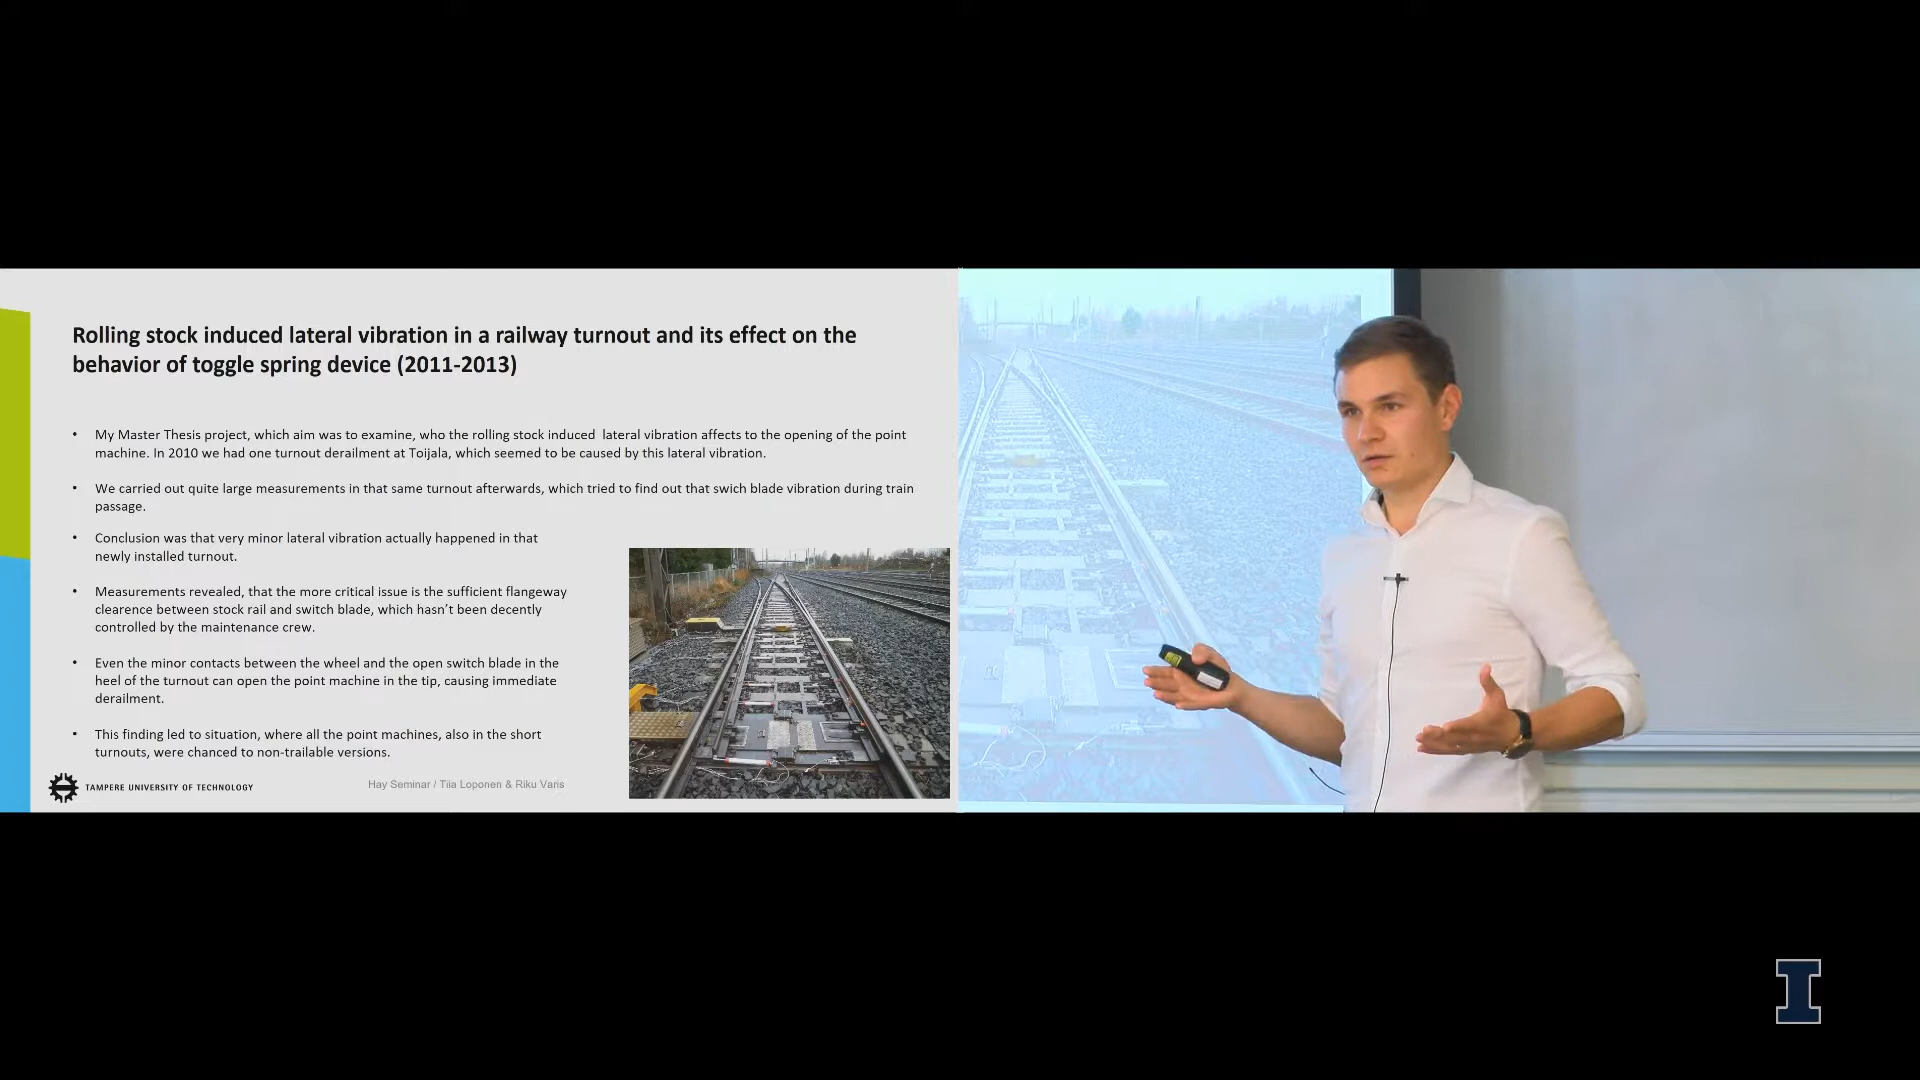 Rolling stock induced lateral vibration in a railway turnout and its effect on the
behavior of toggle spring device (2011-2013)
• My Master Thesis project, which aim was to examine, who the rolling stock induced lateral vibration affects to the opening of the point
machine. In 2010 we had one turnout derailment at Toijala, which seemed to be caused by this lateral vibration.
• We carried out quite large measurements in that same turnout afterwards, which tried to find out that swich blade vibration during train
passage.
• Conclusion was that very minor lateral vibration actually happened in that
newly installed turnout.
• Measurements revealed, that the more critical issue is the sufficient flangeway
clearence between stock rail and switch blade, which hasn't been decently
controlled by the maintenance crew.
• Even the minor contacts between the wheel and the open switch blade in the
heel of the turnout can open the point machine in the tip, causing immediate
derailment.
• This finding led to situation, where all the point machines, also in the short
turnouts, were chanced to non-trailable versions.
TAMPERE UNIVERSITY OF TECHNOLOGY
Hay Seminar / Tiia Loponen & Riku Varis
I